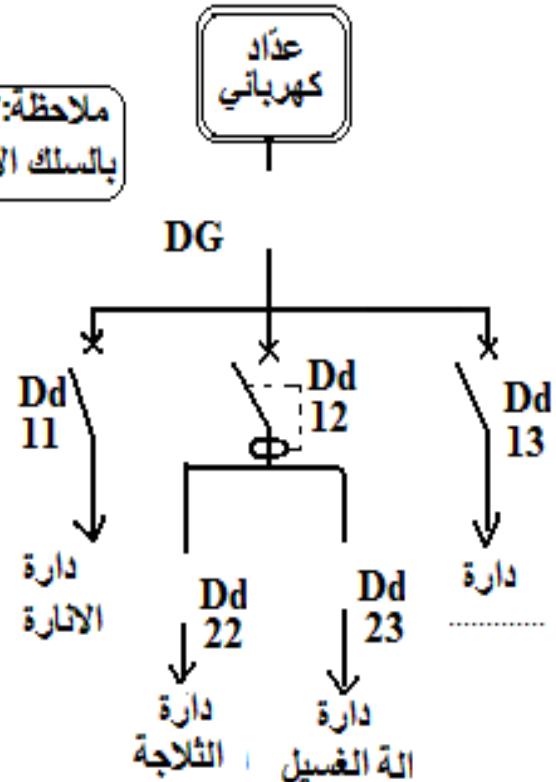 عدّاد
كهربائي
ملاحظة:
بالسلك
DG
Dd
11
Dd
12
Dd
13
دارة
الانارة
دارة
Dd
22
Dd
23
دارة
الثلاجة
دارة
الة الغسيل